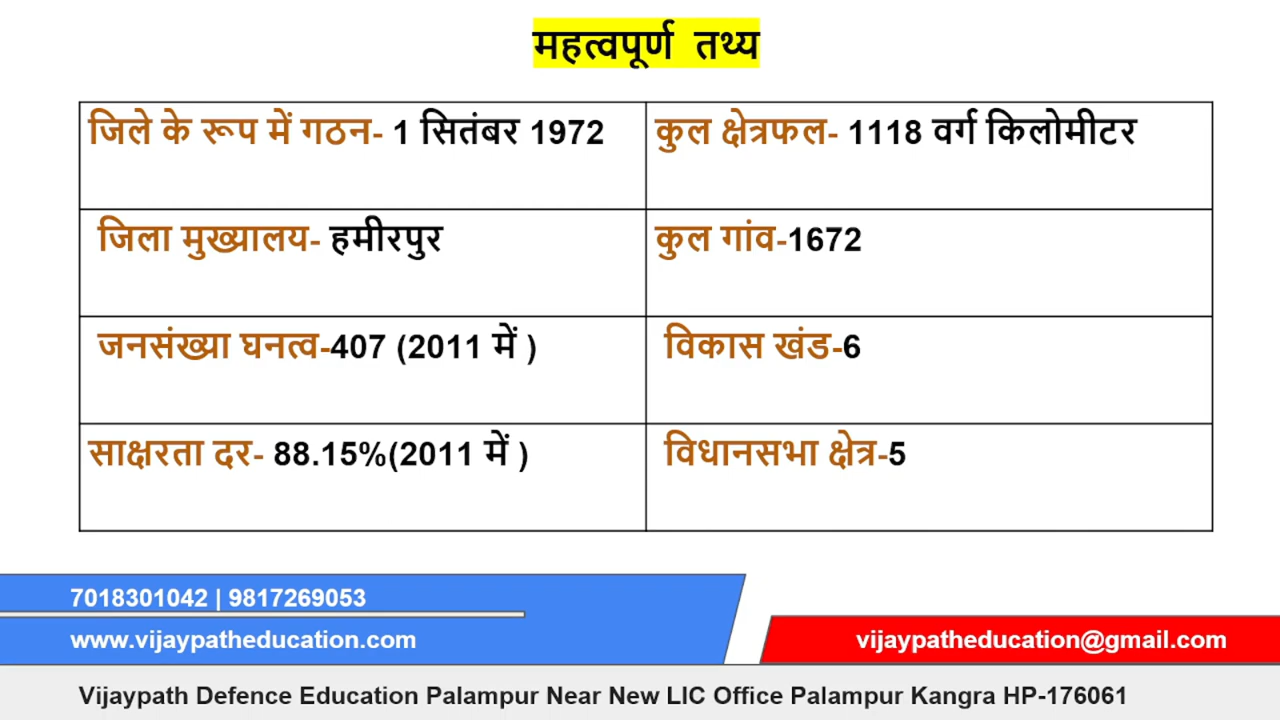 महत्वपूर्ण तथ्य
जिले के रूप में गठन- 1 सितंबर 1972
कुल क्षेत्रफल- 1118 वर्ग किलोमीटर
जिला मुख्यालय- हमीरपुर
कुल गांव-1672
जनसंख्या घनत्व-407 (2011 में )
विकास खंड-6
साक्षरता दर- 88.15%(2011 में )
विधानसभा क्षेत्र-5
7018301042 | 9817269053
www.vijaypatheducation.com
vijaypatheducation@gmail.com
Vijaypath Defence Education Palampur Near New LIC Office Palampur Kangra HP-176061